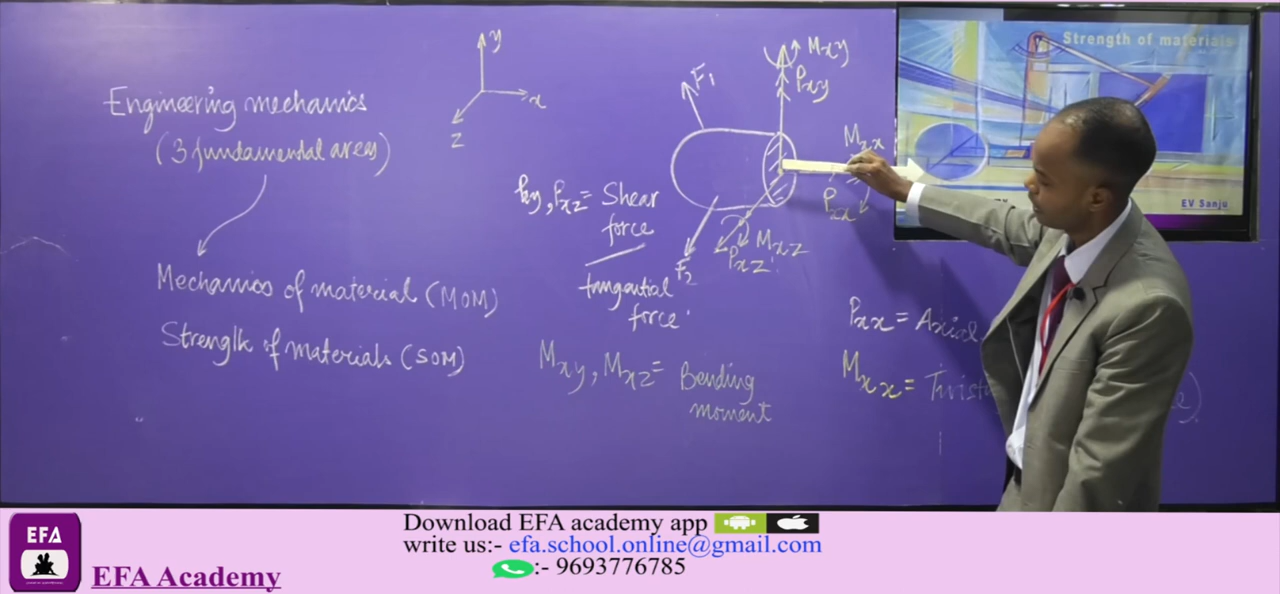 Engineering mechanics
(3 fundamental areas)
Mechanics of material (MOM)
Strength of materials (SOM)
y
x
z
F1
Mxy
Pxy
Mxx
Pxx
Mxz
Pxz
F2
Pxy, Pxz = Shear
force
tangential
force
Mxy, Mxz = Bending
moment
Pxx = Axial
Mxx =
Strength of materials
EV Sanju
EFA
EFA Academy
Download EFA academy app
write us:- efa.school.online@gmail.com
:- 9693776785